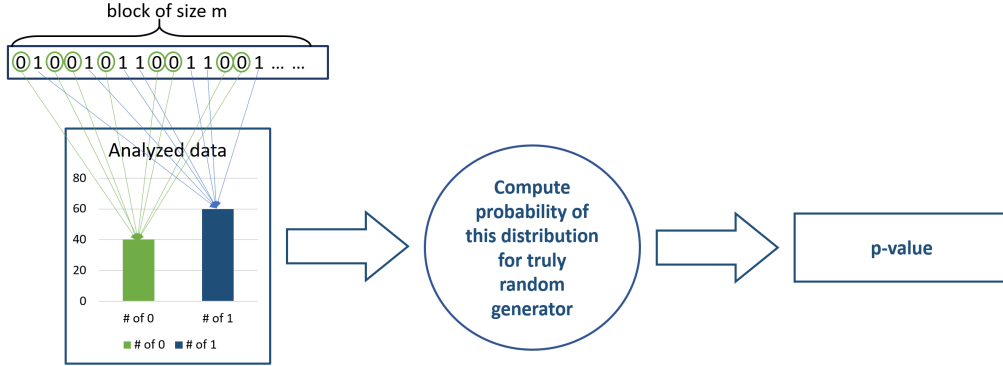 block of size m
0 1 0 0 1 0 1 1 0 0 1 1 0 0 1 ... ...
Analyzed data
80
60
40
20
0
# of 0 # of 1
# of 0 # of 1
Compute
probability of
this distribution
for truly
random
generator
p-value